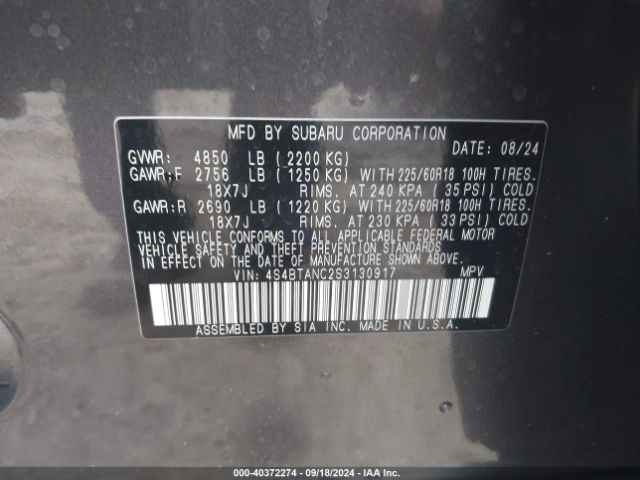 MFD BY SUBARU CORPORATION
DATE: 08/24
GVWR: 4850 LB (2200 KG)
GAWR:F 2756 LB (1250 KG) WITH 225/60R18 100H TIRES.
18X7J RIMS. AT 240 KPA (35 PSI) COLD
GAWR:R 2690 LB (1220 KG) WITH 225/60R18 100H TIRES.
18X7J RIMS. AT 230 KPA (33 PSI) COLD
THIS VEHICLE CONFORMS TO ALL APPLICABLE FEDERAL MOTOR
VEHICLE SAFETY AND THEFT PREVENTION STANDARDS
IN EFFECT ON THE DATE OF MANUFACTURE SHOWN ABOVE.
VIN: 4S4BTANC2S3130917 MPV
ASSEMBLED BY SIA INC. MADE IN U.S.A.
000-40372274 | 09/18/2024 | IAA Inc.